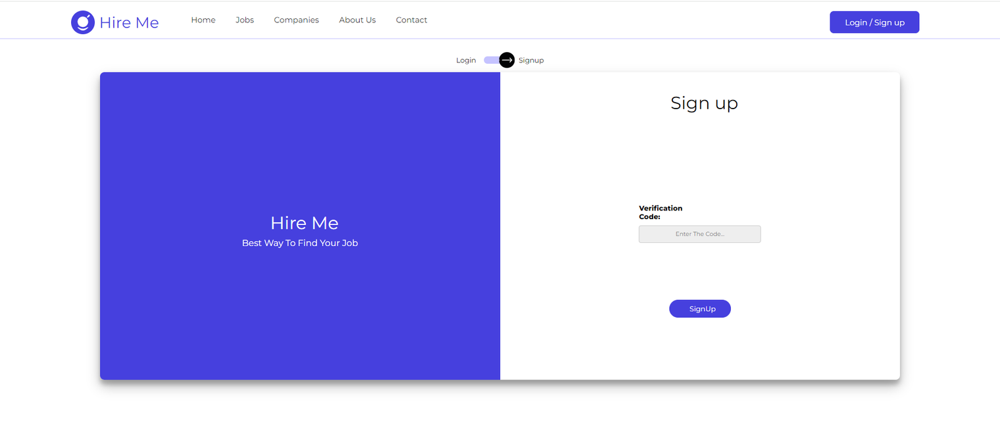 Hire Me
Home Jobs Companies About Us Contact
Login / Sign up
Login Signup
Hire Me
Best Way To Find Your Job
Sign up
Verification
Code:
Enter The Code...
SignUp